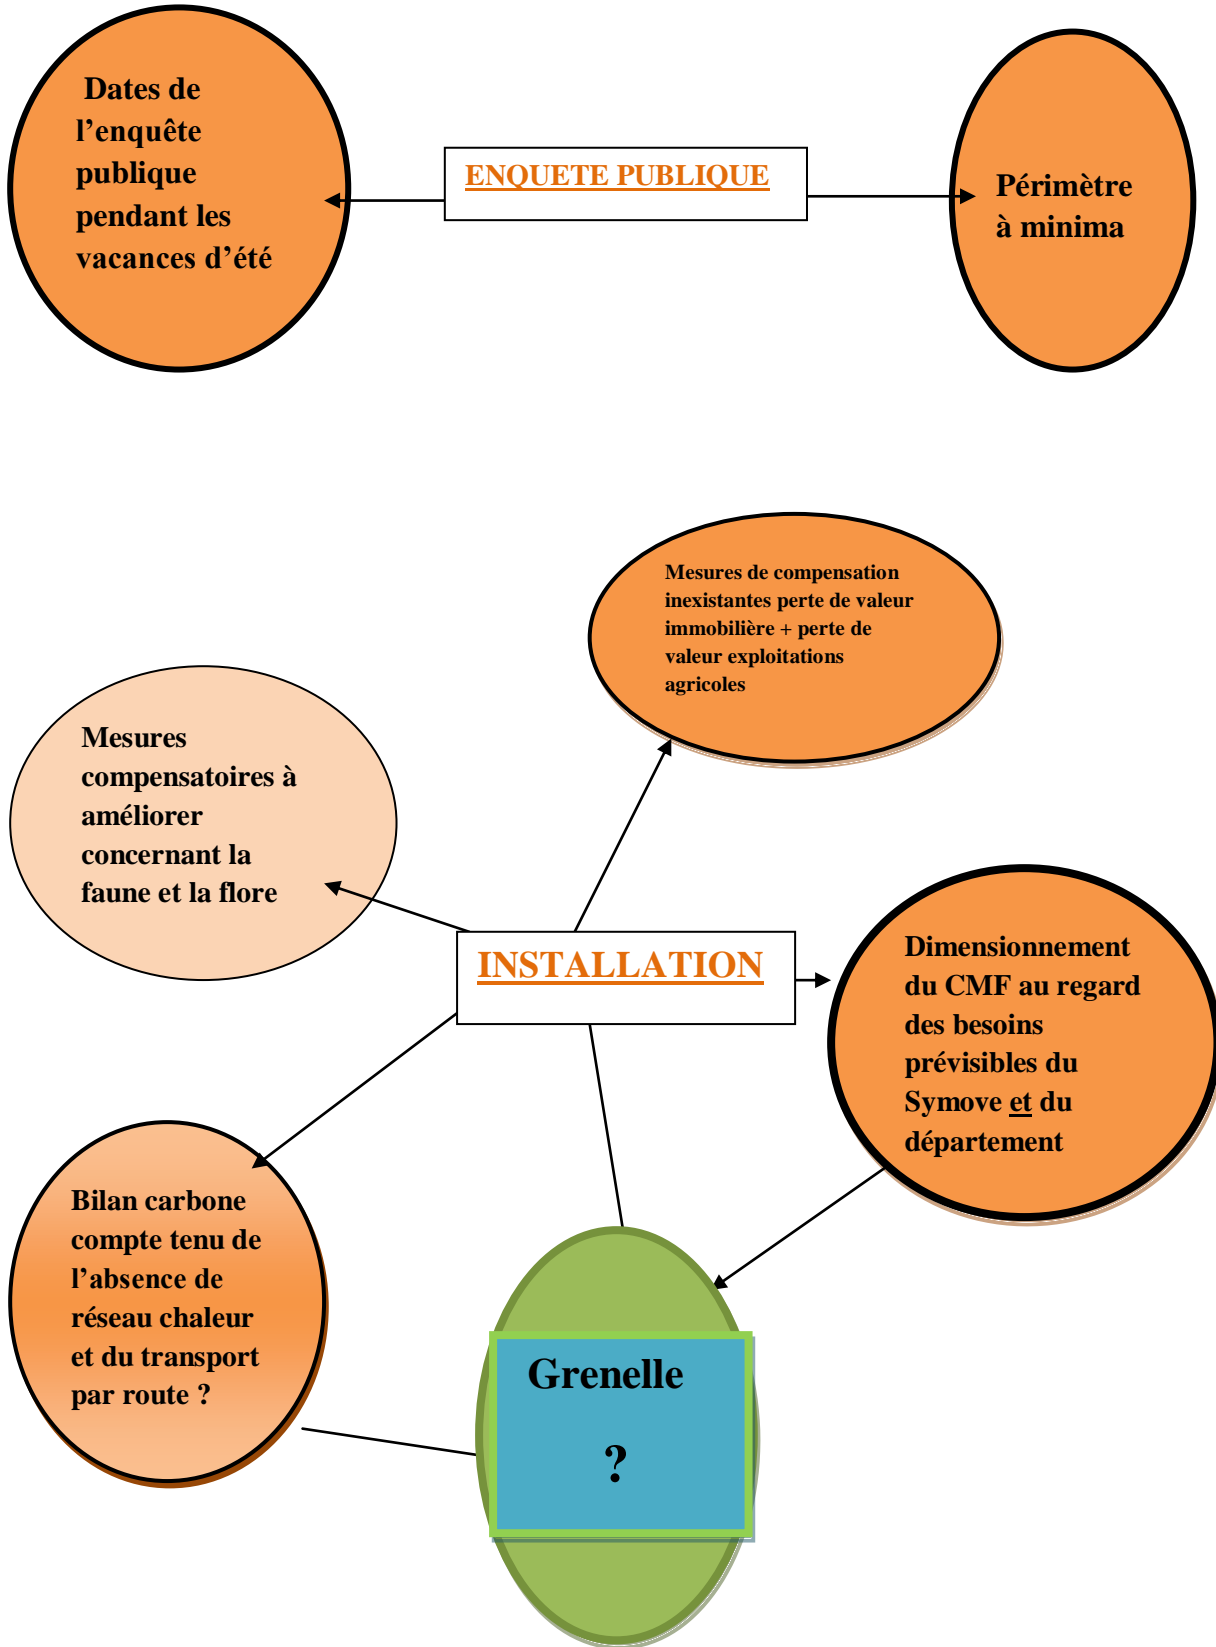 Dates de
l’enquête
publique
pendant les
vacances d’été
ENQUETE PUBLIQUE
Périmètre
à minima
Mesures de compensation
inexistantes perte de valeur
immobilière + perte de
valeur exploitations
agricoles
Mesures
compensatoires à
améliorer
concernant la
faune et la flore
INSTALLATION
Dimensionnement
du CMF au regard
des besoins
prévisibles du
Symove et du
département
Bilan carbone
compte tenu de
l’absence de
réseau chaleur
et du transport
par route ?
Grenelle
?